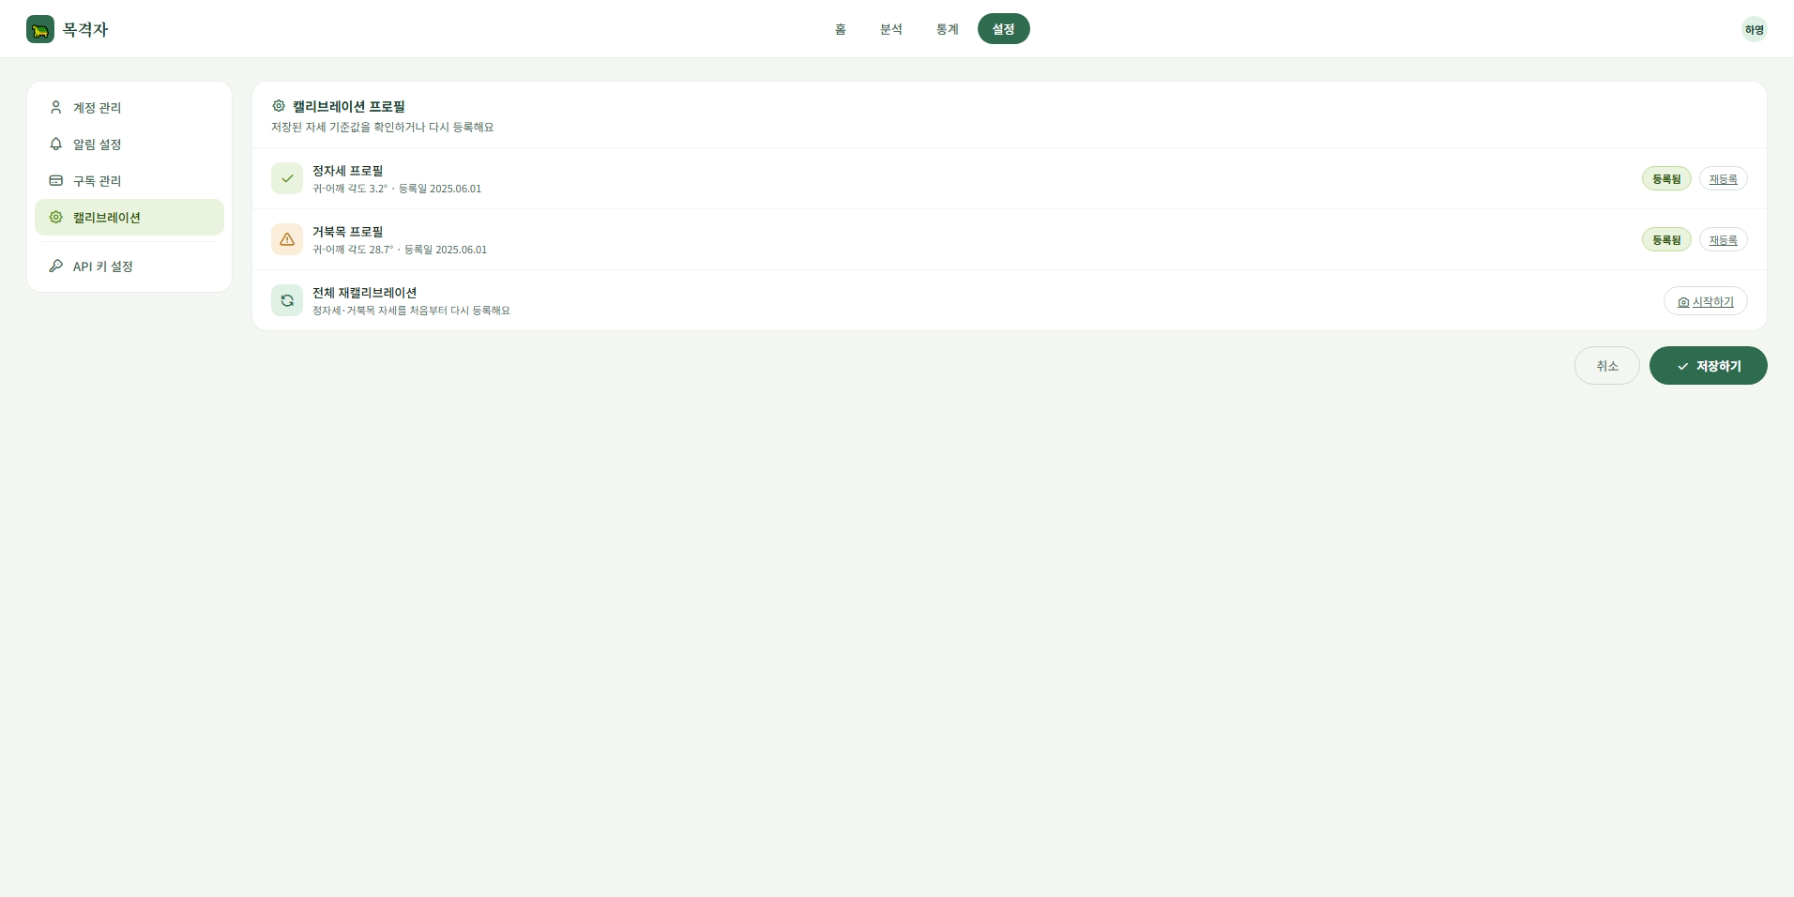 목격자
홈
분석
통계
설정
하영
계정 관리
알림 설정
구독 관리
캘리브레이션
API 키 설정
캘리브레이션 프로필
저장된 자세 기준값을 확인하거나 다시 등록해요
정자세 프로필
귀-어깨 각도 3.2° · 등록일 2025.06.01
등록됨
재등록
거북목 프로필
귀-어깨 각도 28.7° · 등록일 2025.06.01
등록됨
재등록
전체 재캘리브레이션
정자세·거북목 자세를 처음부터 다시 등록해요
시작하기
취소
저장하기